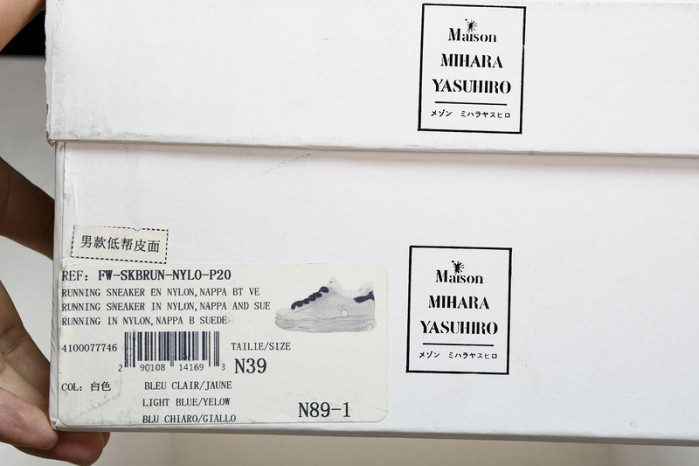 Maison
MIHARA
YASUHIRO
メゾン ミハラヤスヒロ
男款低帮皮面
REF: FW-SKBRUN-NYLO-P20
RUNNING SNEAKER EN NYLON,NAPPA BT VE
RUNNING SNEAKER IN NYLON,NAPPA AND SUE
RUNNING IN NYLON,NAPPA B SUEDE
4100077746
TAILIE/SIZE
2 90108 14169 3
N39
COL: 白色
BLEU CLAIR/JAUNE
LIGHT BLUE/YELOW
BLU CHIARO/GIALLO
N89-1
Maison
MIHARA
YASUHIRO
メゾン ミハラヤスヒロ